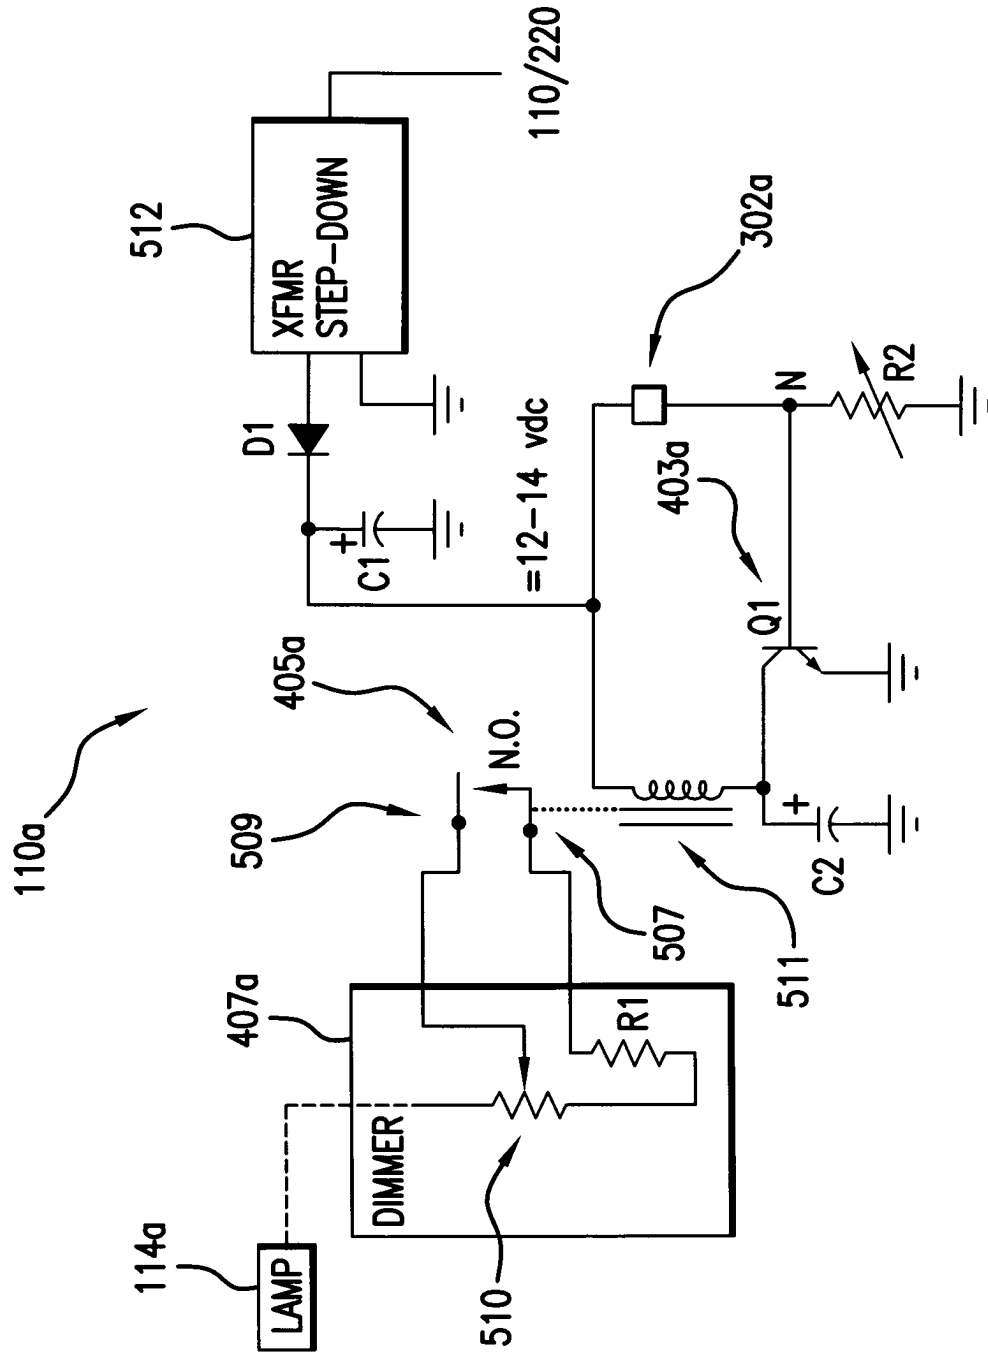 110a
512
XFMR
STEP-DOWN
110/220
D1
+
C1
=12-14 vdc
302a
N
R2
403a
Q1
405a
N.O.
509
507
511
+
C2
407a
DIMMER
R1
510
114a
LAMP